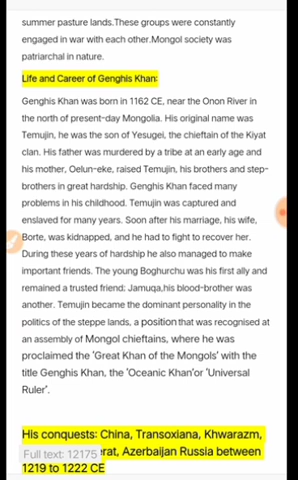 summer pasture lands.These groups were constantly
engaged in war with each other.Mongol society was
patriarchal in nature.
Life and Career of Genghis Khan:
Genghis Khan was born in 1162 CE, near the Onon River in
the north of present-day Mongolia. His original name was
Temujin, he was the son of Yesugei, the chieftain of the Kiyat
clan. His father was murdered by a tribe at an early age and
his mother, Oelun-eke, raised Temujin, his brothers and step-
brothers in great hardship. Genghis Khan faced many
problems in his childhood. Temujin was captured and
enslaved for many years. Soon after his marriage, his wife,
Borte, was kidnapped, and he had to fight to recover her.
During these years of hardship he also managed to make
important friends. The young Boghurchu was his first ally and
remained a trusted friend; Jamuqa,his blood-brother was
another. Temujin became the dominant personality in the
politics of the steppe lands, a position that was recognised at
an assembly of Mongol chieftains, where he was
proclaimed the 'Great Khan of the Mongols' with the
title Genghis Khan, the 'Oceanic Khan'or 'Universal
Ruler'.
His conquests: China, Transoxiana, Khwarazm,
Full text: 12175 rat, Azerbaijan Russia between
1219 to 1222 CE